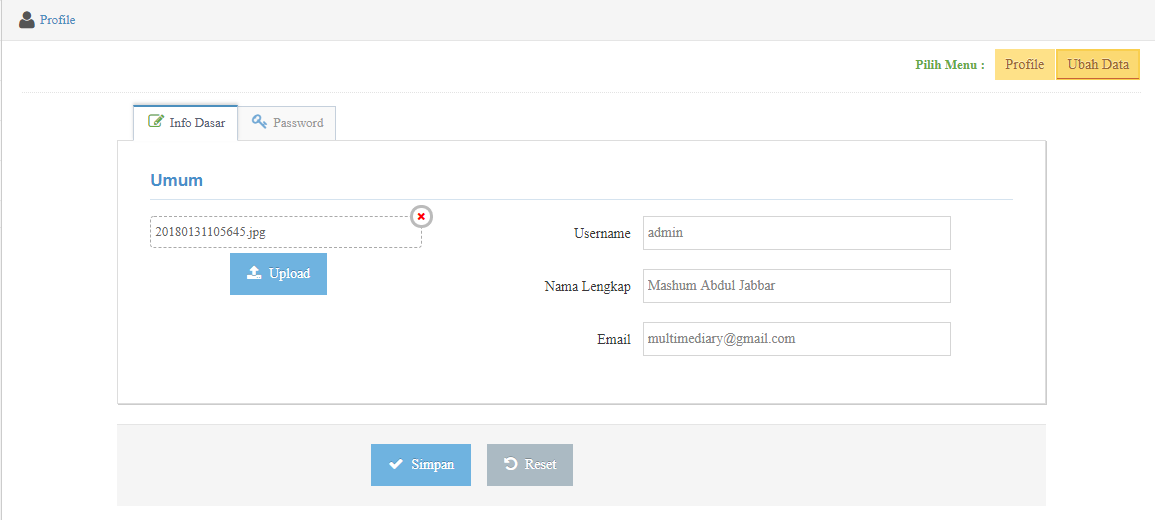 Profile
Pilih Menu : Profile Ubah Data
Info Dasar Password
Umum
20180131105645.jpg
Upload
Username admin
Nama Lengkap Mashum Abdul Jabbar
Email multimediary@gmail.com
Simpan Reset